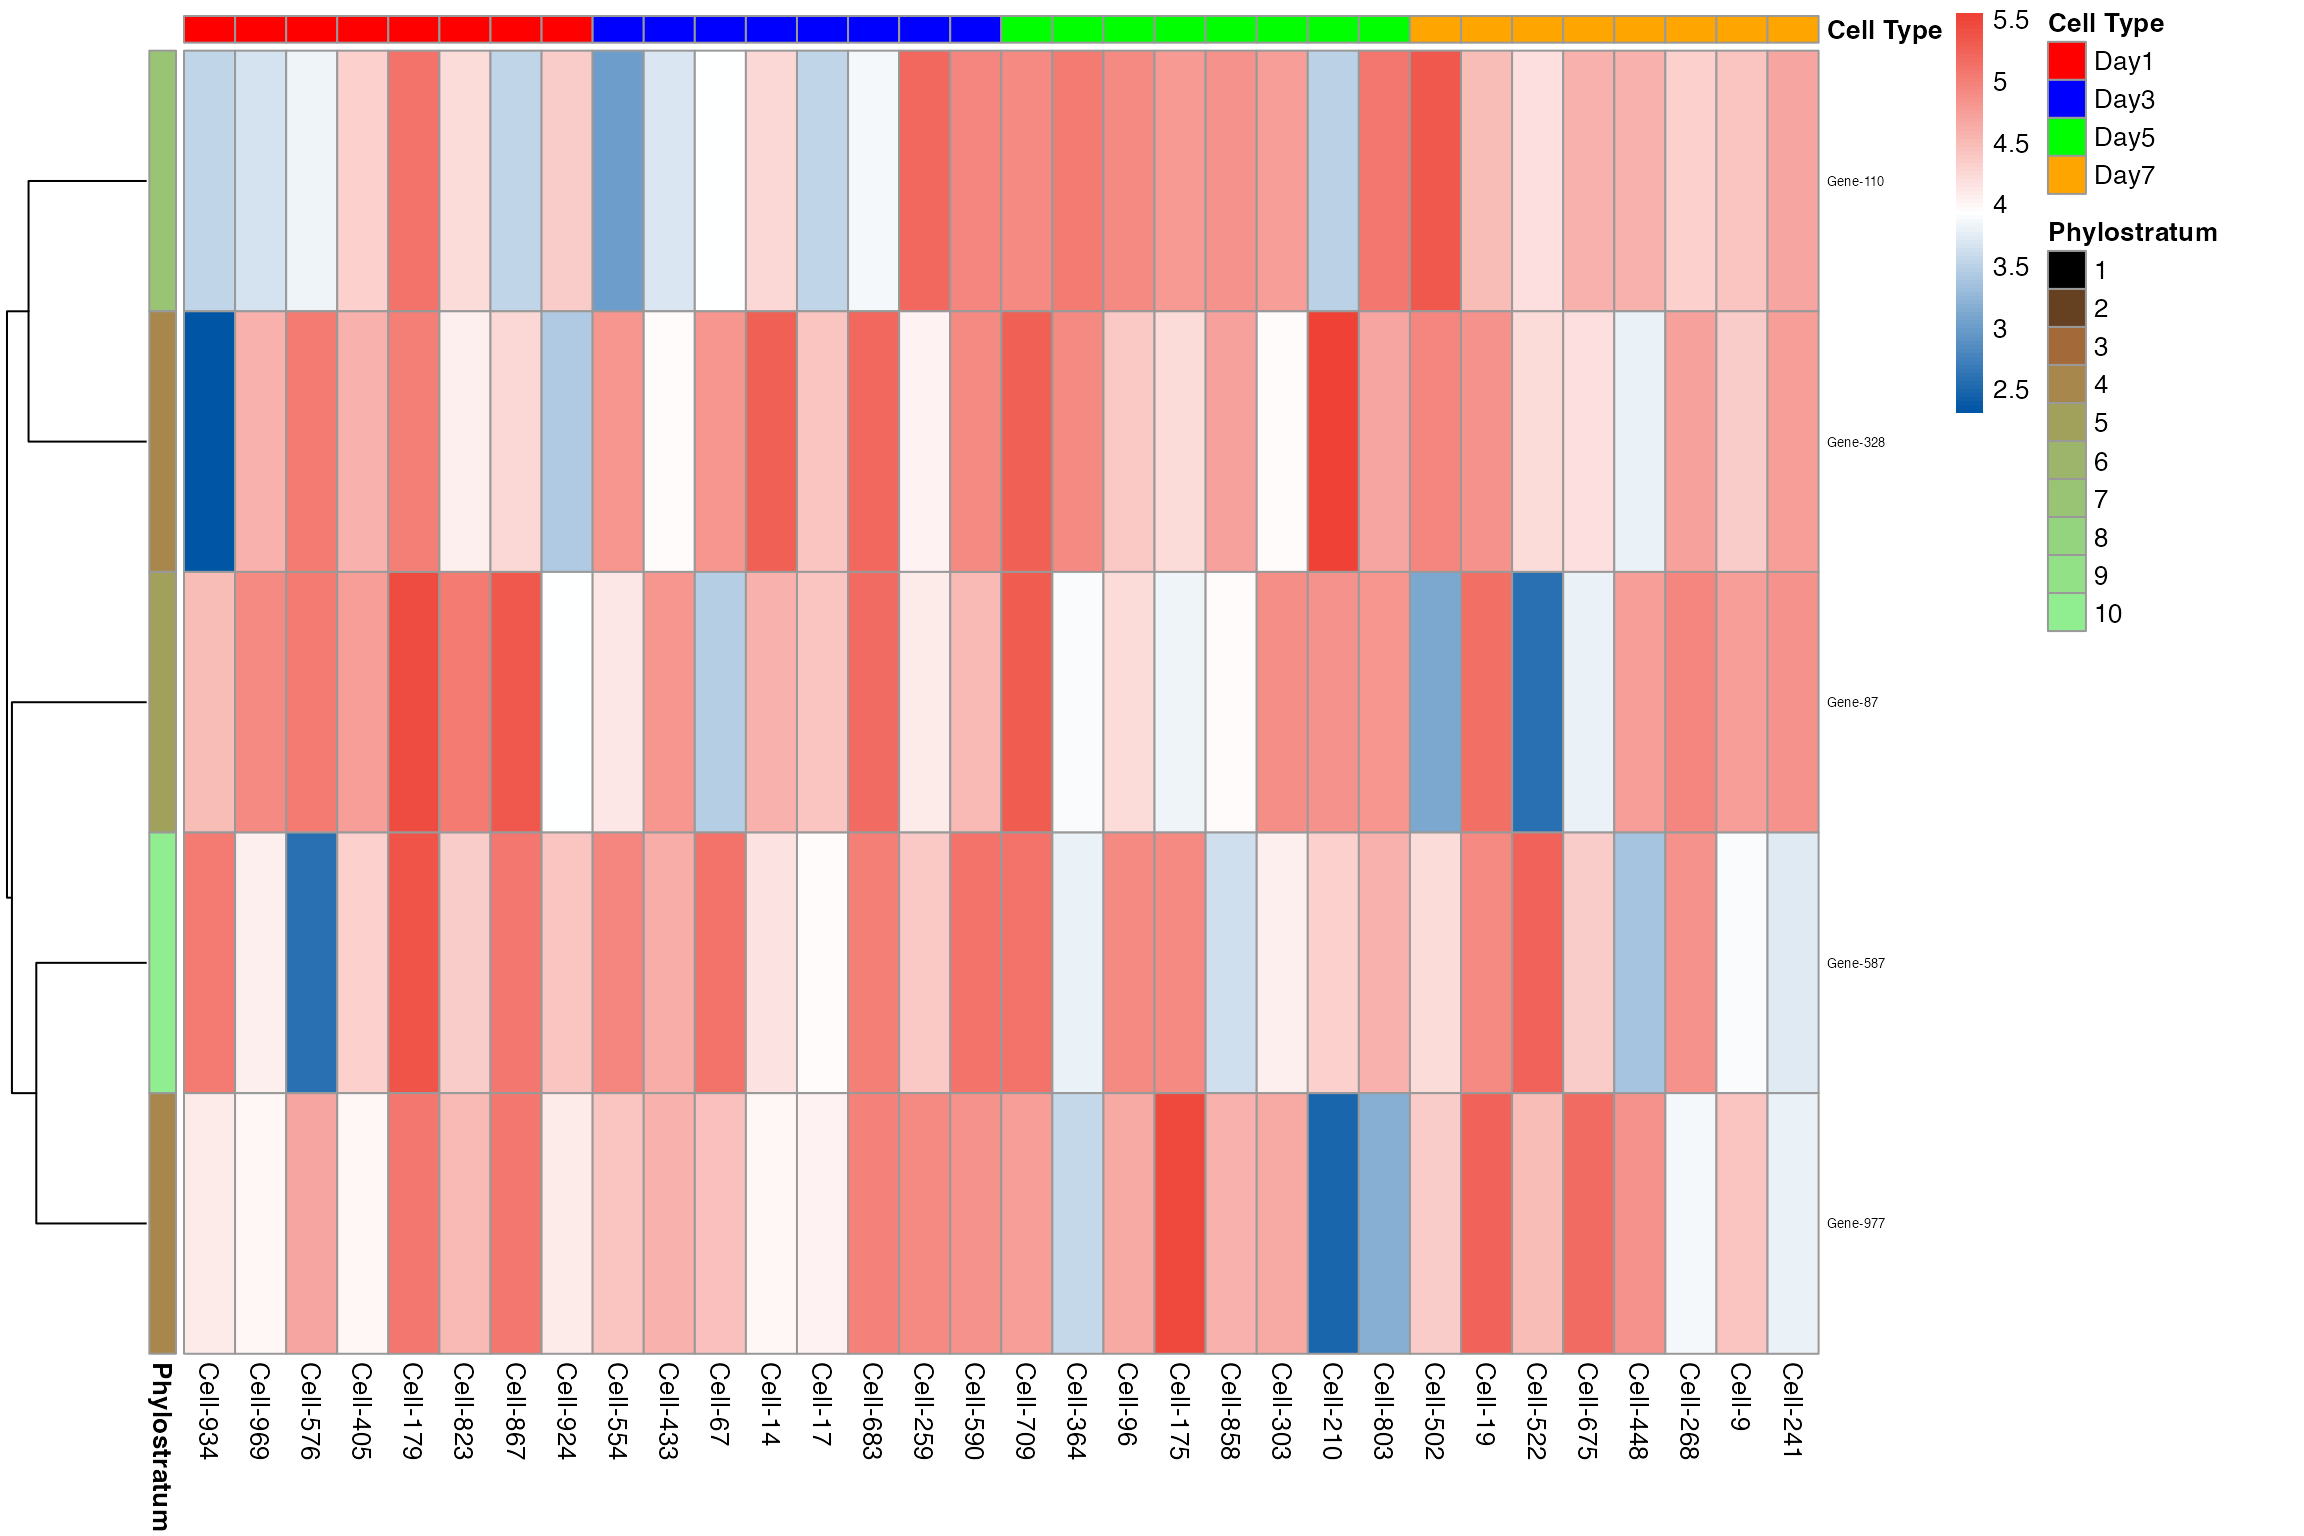 Cell Type
5.5
5
4.5
4
3.5
3
2.5
Cell Type
Day1
Day3
Day5
Day7
Phylostratum
1
2
3
4
5
6
7
8
9
10
Gene-110
Gene-328
Gene-87
Gene-587
Gene-977
Phylostratum
Cell-934
Cell-969
Cell-576
Cell-405
Cell-179
Cell-823
Cell-867
Cell-924
Cell-554
Cell-433
Cell-67
Cell-14
Cell-17
Cell-683
Cell-259
Cell-590
Cell-709
Cell-364
Cell-96
Cell-175
Cell-858
Cell-303
Cell-210
Cell-803
Cell-502
Cell-19
Cell-522
Cell-675
Cell-448
Cell-268
Cell-9
Cell-241